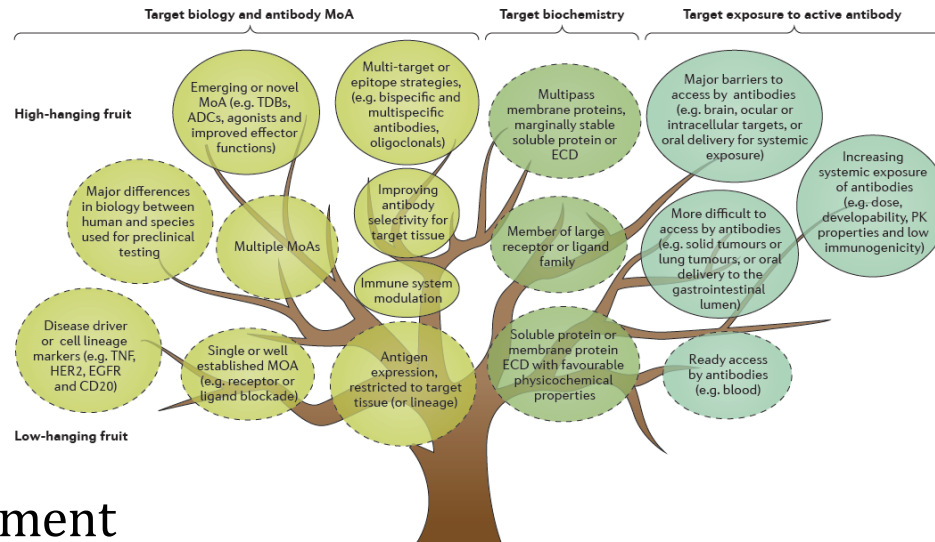 Target biology and antibody MoA
Target biochemistry
Target exposure to active antibody
High-hanging fruit
Emerging or novel
MoA (e.g. TDBs,
ADCs, agonists and
improved effector
functions)
Multi-target or
epitope strategies,
(e.g. bispecific and
multispecific
antibodies,
oligoclonals)
Multipass
membrane proteins,
marginally stable
soluble protein or
ECD
Major barriers to
access by antibodies
(e.g. brain, ocular or
intracellular targets, or
oral delivery for systemic
exposure)
Increasing
systemic exposure
of antibodies
(e.g. dose,
developability, PK
properties and low
immunogenicity)
Major differences
in biology between
human and species
used for preclinical
testing
Multiple MoAs
Improving
antibody
selectivity for
target tissue
Immune system
modulation
Member of large
receptor or ligand
family
More difficult to
access by antibodies
(e.g. solid tumours or
lung tumours, or oral
delivery to the
gastrointestinal
lumen)
Disease driver
or cell lineage
markers (e.g. TNF,
HER2, EGFR
and CD20)
Single or well
established MOA
(e.g. receptor or
ligand blockade)
Antigen
expression,
restricted to target
tissue (or lineage)
Soluble protein or
membrane protein
ECD with favourable
physicochemical
properties
Ready access
by antibodies
(e.g. blood)
Low-hanging fruit
ment